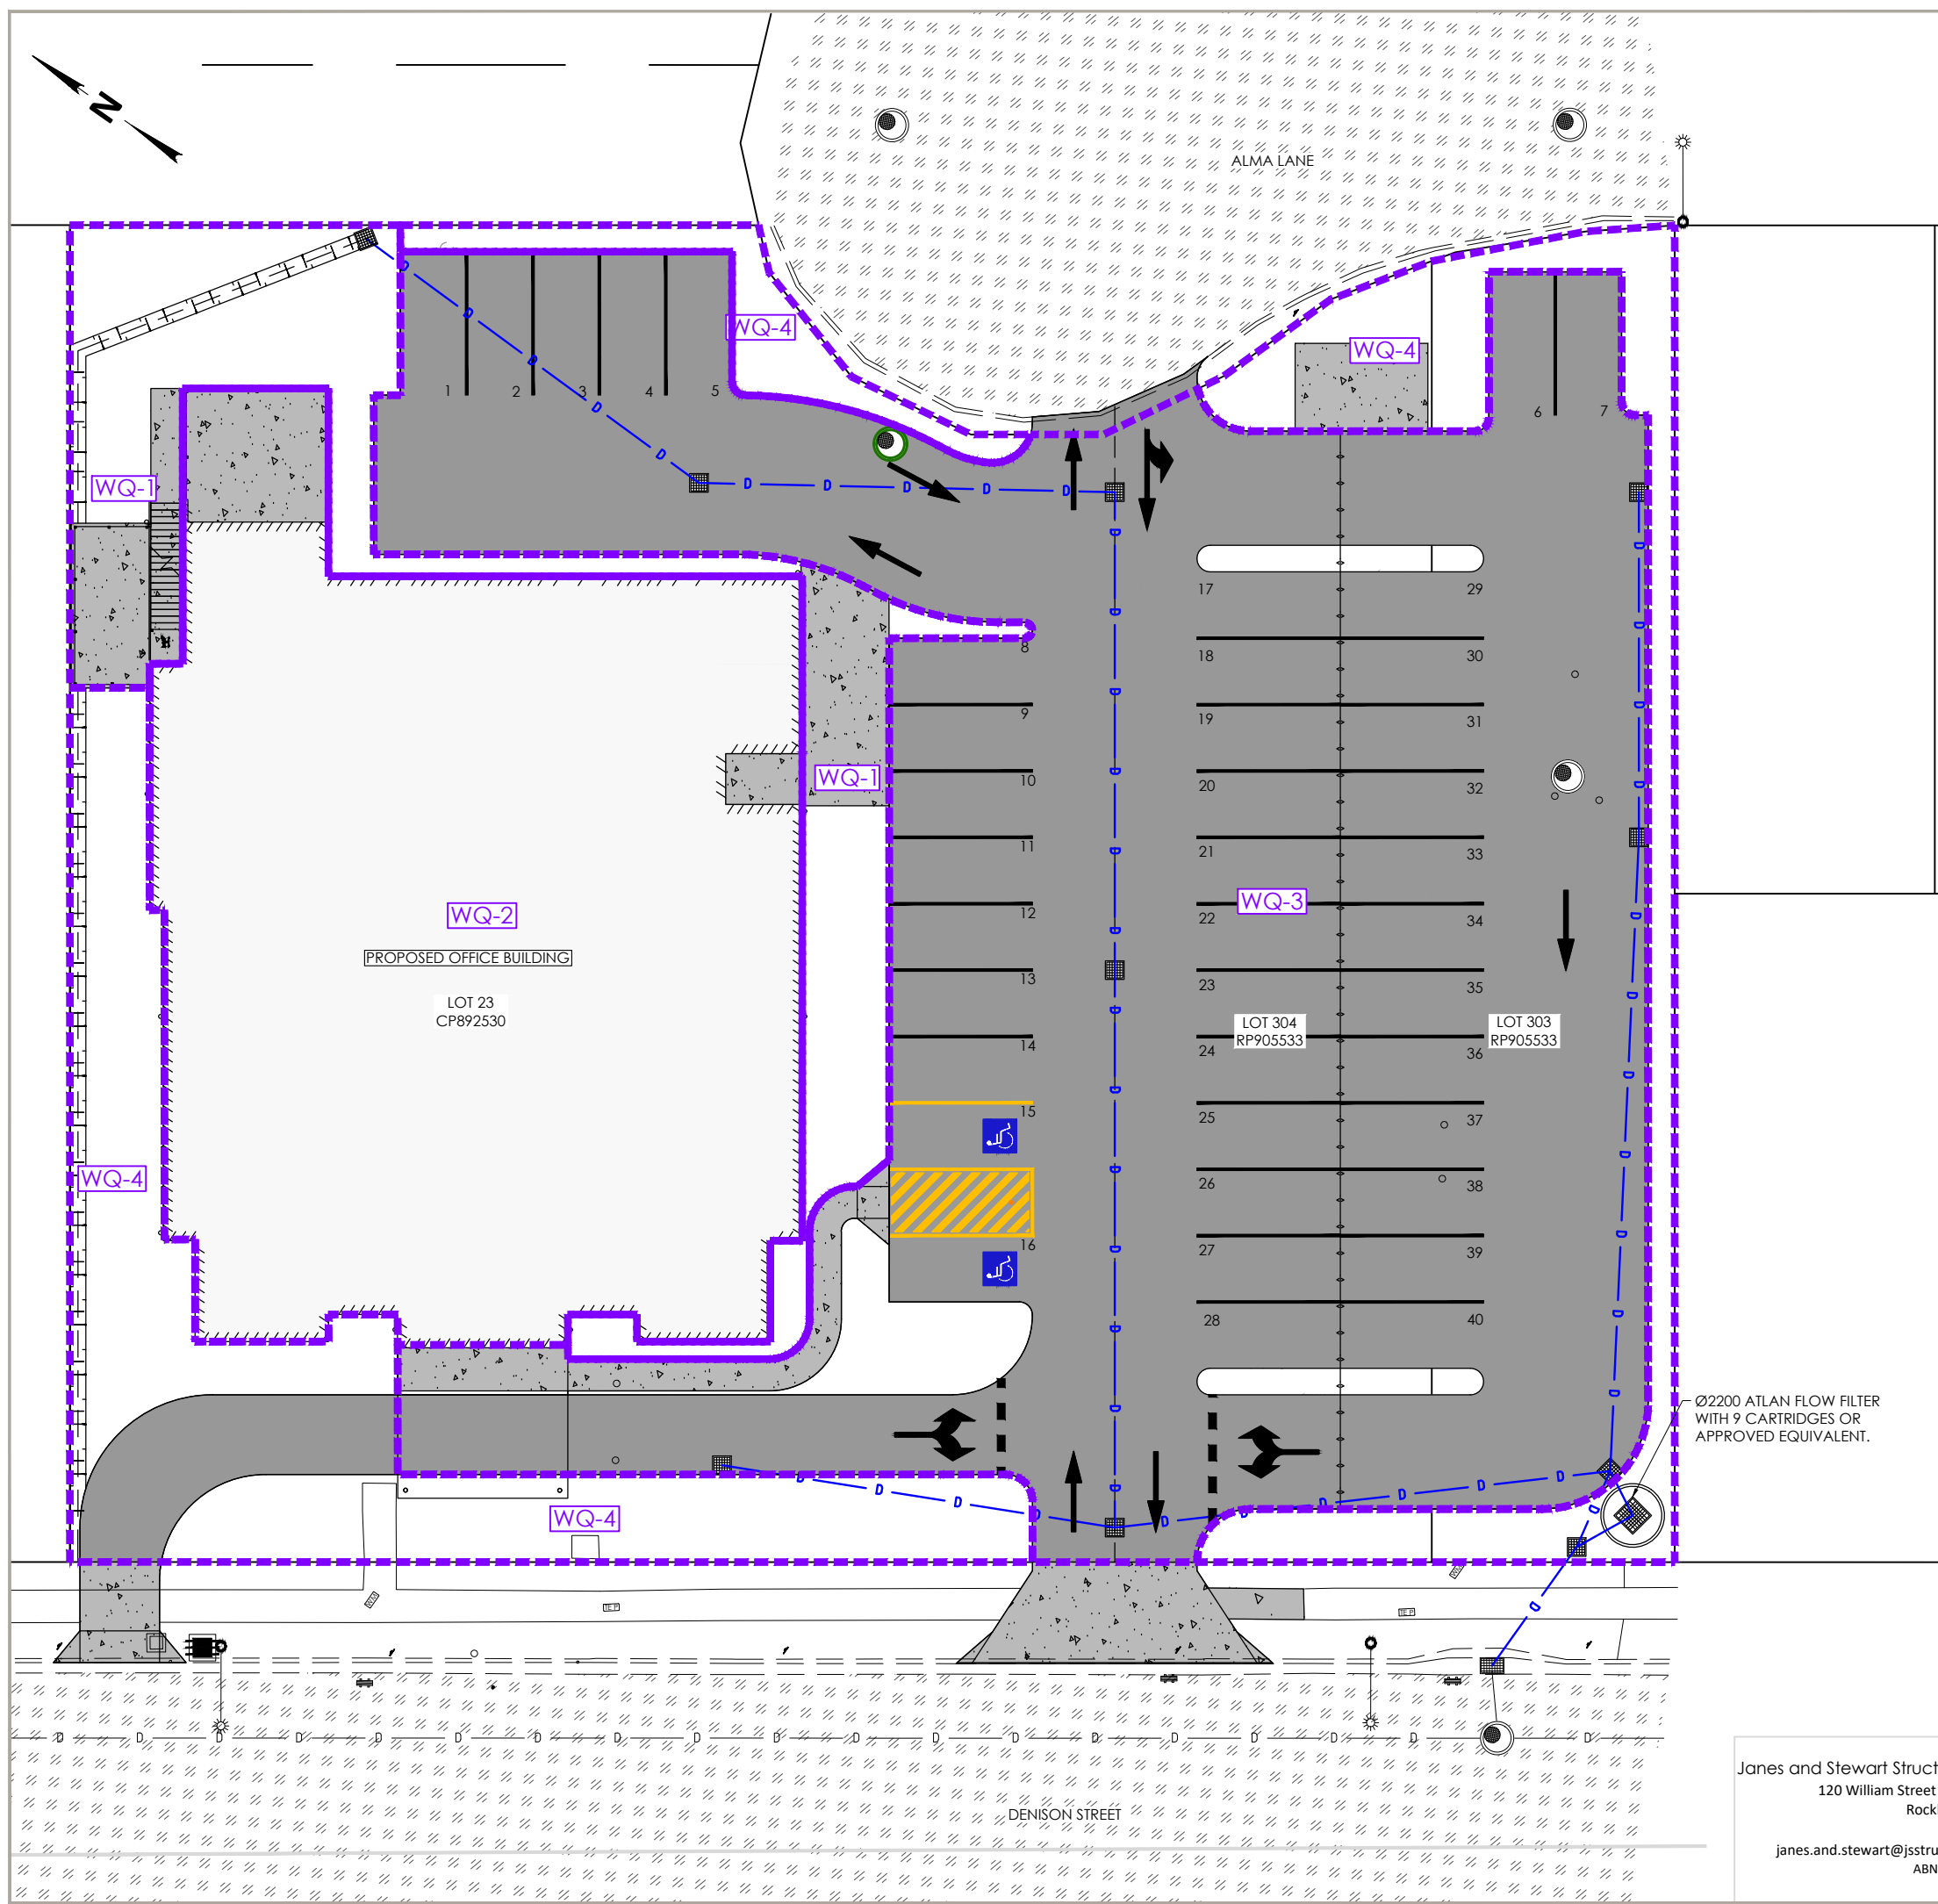 N
ALMA LANE
WQ-4
WQ-4
1
2
3
4
5
6
7
WQ-1
17
29
8
18
30
9
19
31
WQ-1
10
20
32
11
21
33
WQ-2
WQ-3
12
22
34
PROPOSED OFFICE BUILDING
13
23
35
LOT 23
CP892530
LOT 304
RP905533
LOT 303
RP905533
14
24
36
15
25
37
WQ-4
26
38
16
27
39
28
40
Ø2200 ATLAN FLOW FILTER
WITH 9 CARTRIDGES OR
APPROVED EQUIVALENT.
WQ-4
TE P
TE P
D D D D D D D D D D D D D D D D D D D
DENISON STREET
Janes and Stewart Struct
120 William Street
Rock
janes.and.stewart@jsstru
ABN